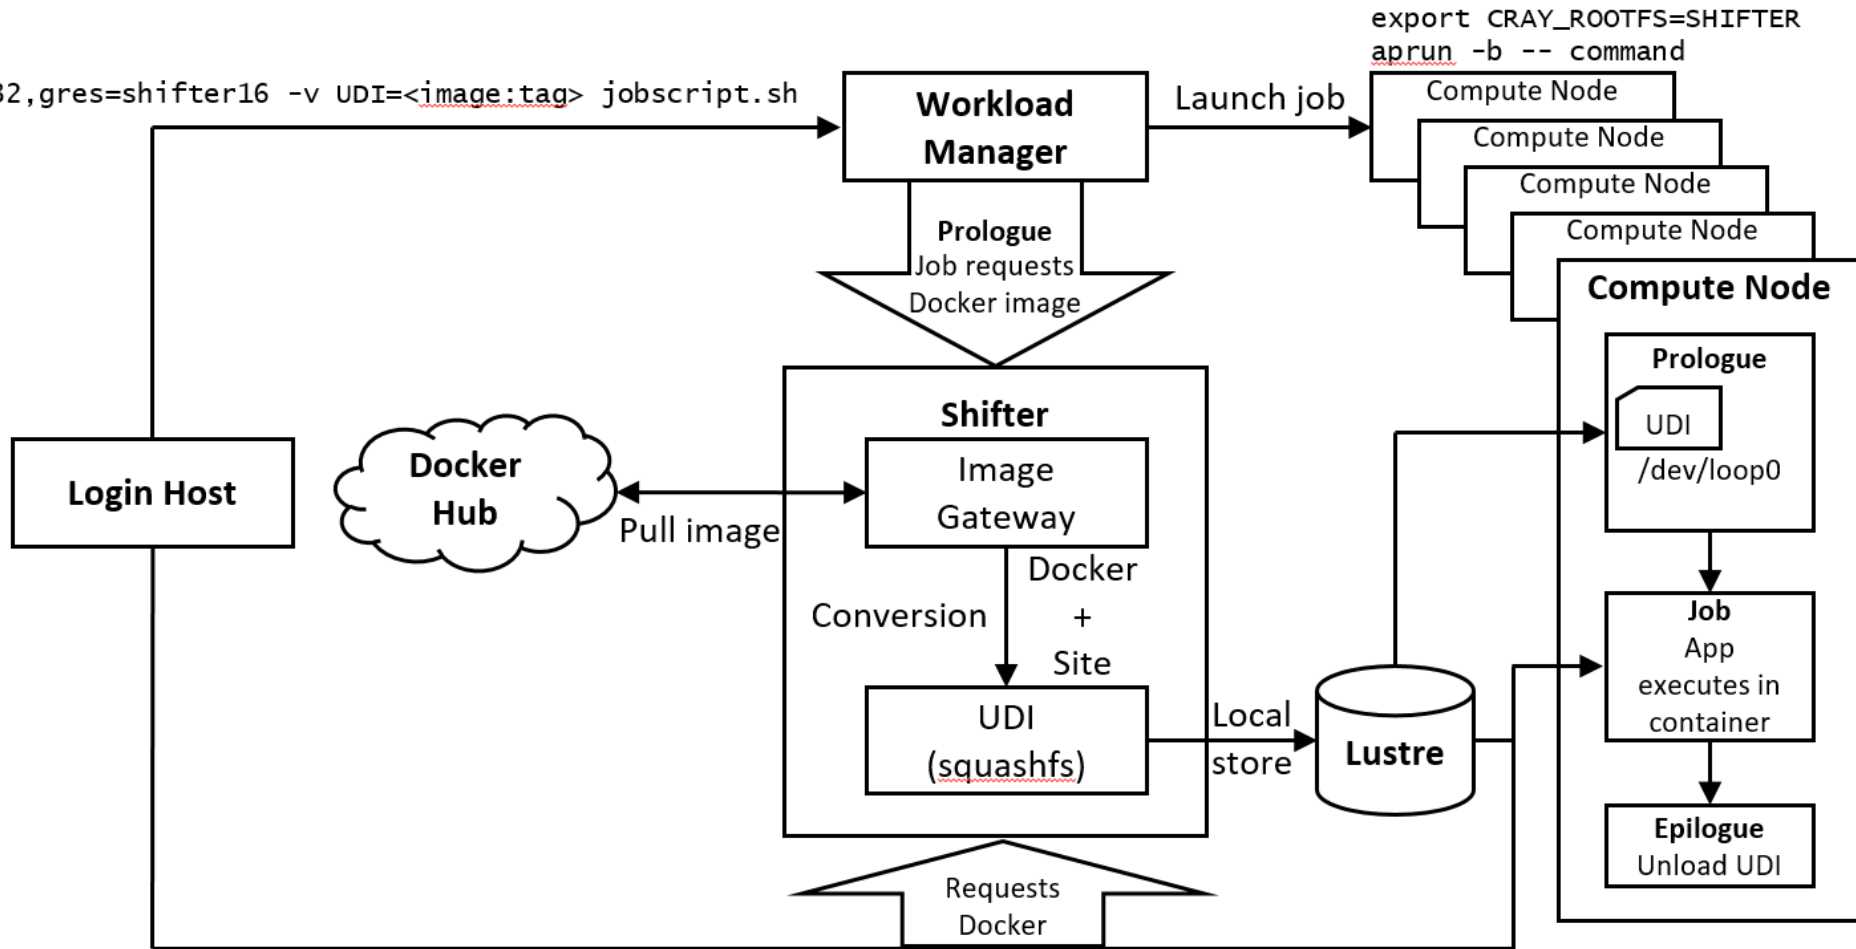 export CRAY_ROOTFS=SHIFTER
aprun -b -- command
32,gres=shifter16 -v UDI=<image:tag> jobscript.sh
Workload
Manager
Launch job
Compute Node
Compute Node
Compute Node
Compute Node
Compute Node
Prologue
Job requests
Docker image
Prologue
UDI
/dev/loop0
Shifter
Login Host
Docker
Hub
Pull image
Image
Gateway
Conversion
Docker
+
Site
UDI
(squashfs)
Local
store
Lustre
Job
App
executes in
container
Epilogue
Unload UDI
Requests
Docker